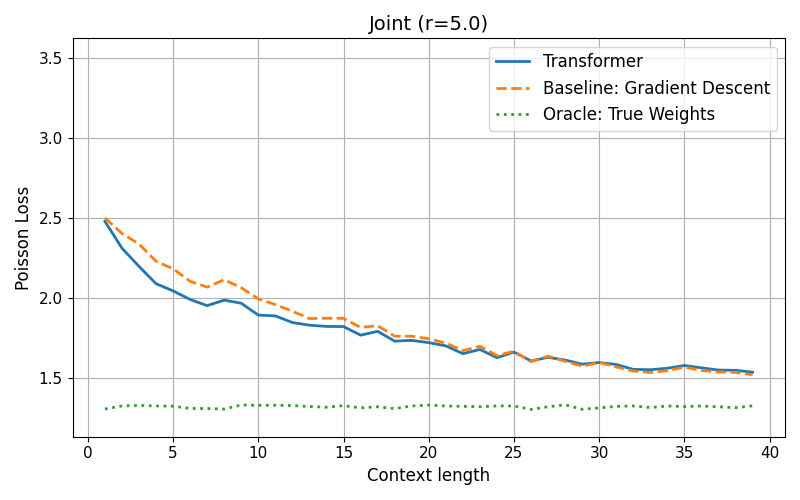 Joint (r=5.0)
Transformer
Baseline: Gradient Descent
Oracle: True Weights
Poisson Loss
3.5
3.0
2.5
2.0
1.5
0 5 10 15 20 25 30 35 40
Context length